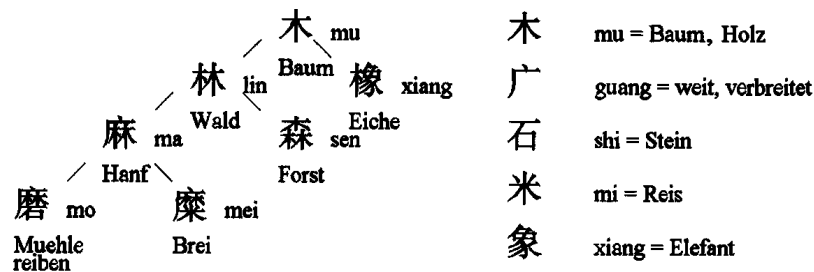 木 mu
Baum
林 lin 橡 xiang
Wald Eiche
麻 ma 森 sen
Hanf Forst
磨 mo 糜 mei
Muehle Brei
reiben
木 mu = Baum, Holz
广 guang = weit, verbreitet
石 shi = Stein
米 mi = Reis
象 xiang = Elefant